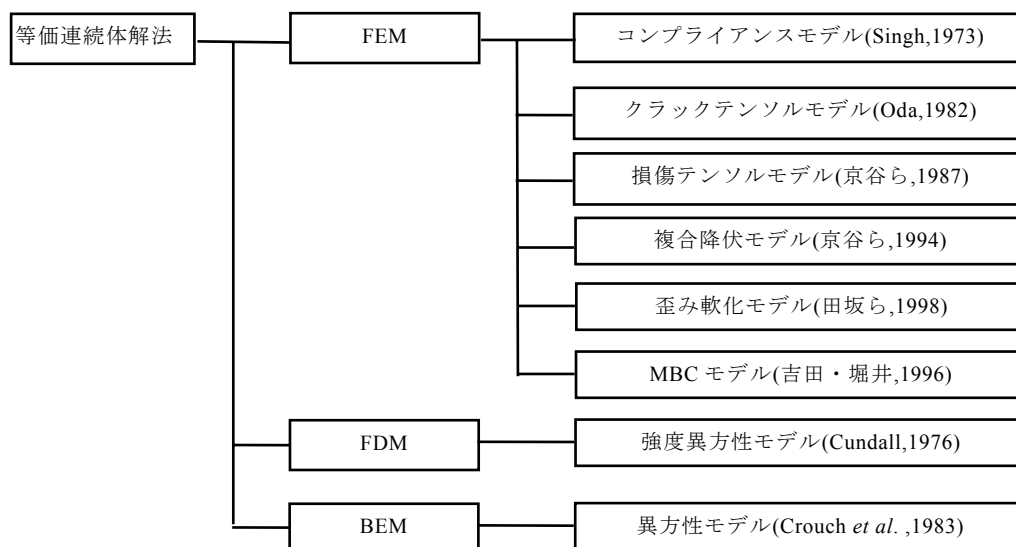 等価連続体解法
FEM
コンプライアンスモデル(Singh,1973)
クラックテンソルモデル(Oda,1982)
損傷テンソルモデル(京谷ら,1987)
複合降伏モデル(京谷ら,1994)
歪み軟化モデル(田坂ら,1998)
MBC モデル(吉田・堀井,1996)
FDM
強度異方性モデル(Cundall,1976)
BEM
異方性モデル(Crouch et al. ,1983)